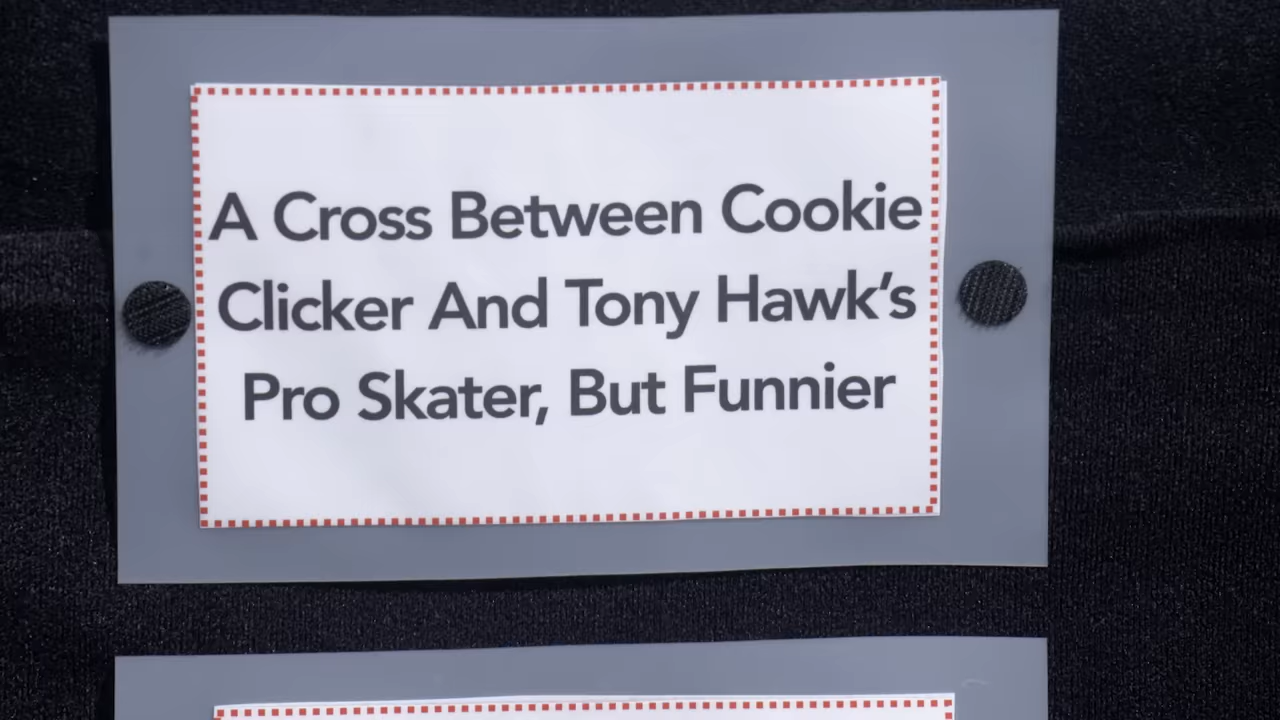 A Cross Between Cookie
Clicker And Tony Hawk’s
Pro Skater, But Funnier